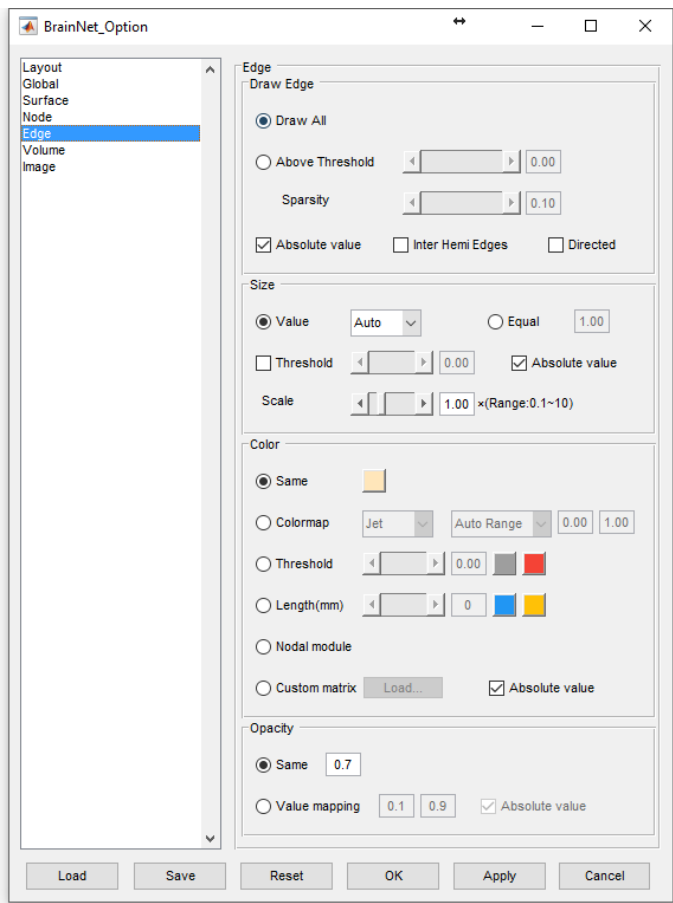 BrainNet_Option
Layout
Global
Surface
Node
Edge
Volume
Image
Edge
Draw Edge
Draw All
Above Threshold 0.00
Sparsity 0.10
Absolute value Inter Hemi Edges Directed
Size
Value Auto Equal 1.00
Threshold 0.00 Absolute value
Scale 1.00 ×(Range:0.1~10)
Color
Same
Colormap Jet Auto Range 0.00 1.00
Threshold 0.00
Length(mm) 0
Nodal module
Custom matrix Load... Absolute value
Opacity
Same 0.7
Value mapping 0.1 0.9 Absolute value
Load Save Reset OK Apply Cancel